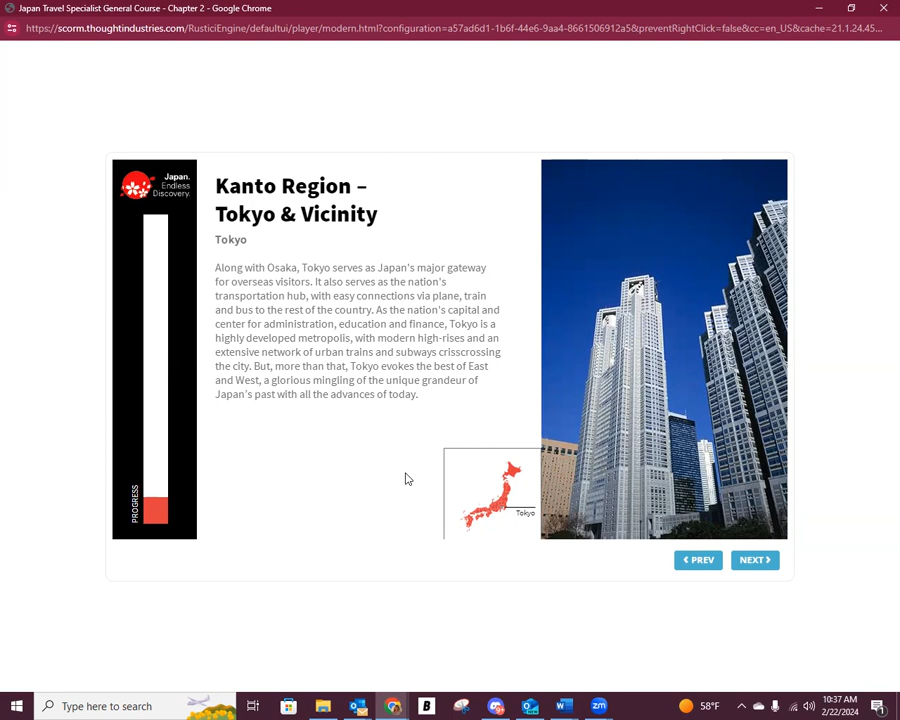 Japan Travel Specialist General Course - Chapter 2 - Google Chrome
https://scorm.thoughtindustries.com/RusticiEngine/defaultui/player/modern.html?configuration=a57ad6d1-1b6f-44e6-9aa4-8661506912a5&preventRightClick=false&cc=en_US&cache=21.1.24.45...
Japan.
Endless
Discovery.
PROGRESS
Kanto Region –
Tokyo & Vicinity
Tokyo
Along with Osaka, Tokyo serves as Japan's major gateway
for overseas visitors. It also serves as the nation's
transportation hub, with easy connections via plane, train
and bus to the rest of the country. As the nation's capital and
center for administration, education and finance, Tokyo is a
highly developed metropolis, with modern high-rises and an
extensive network of urban trains and subways crisscrossing
the city. But, more than that, Tokyo evokes the best of East
and West, a glorious mingling of the unique grandeur of
Japan's past with all the advances of today.
Tokyo
PREV
NEXT
Type here to search
58°F
10:37 AM
2/22/2024